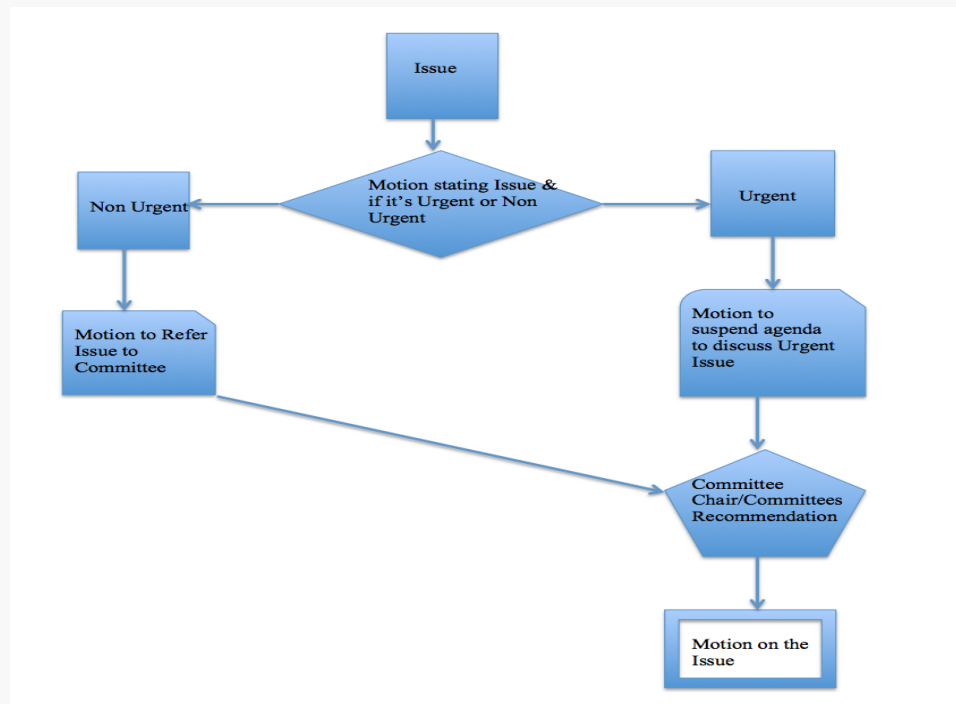 Issue
Motion stating Issue &
if it's Urgent or Non
Urgent
Non Urgent
Urgent
Motion to Refer
Issue to
Committee
Motion to
suspend agenda
to discuss Urgent
Issue
Committee
Chair/Committees
Recommendation
Motion on the
Issue